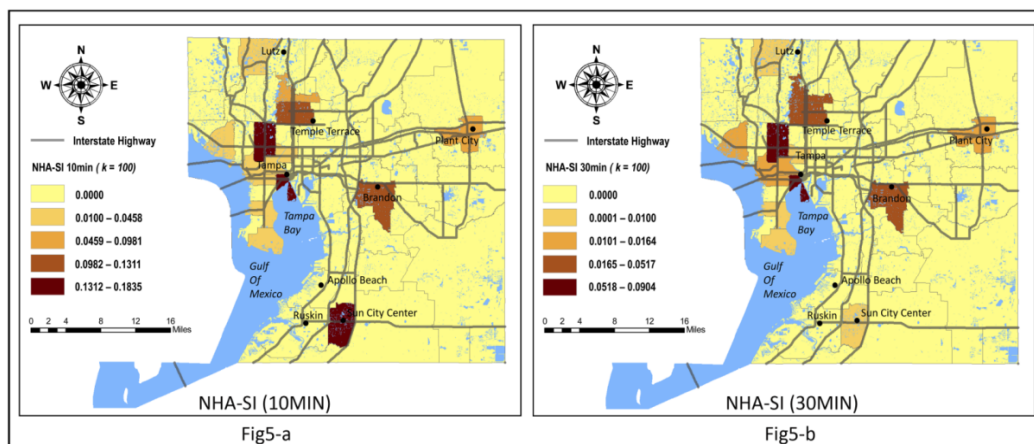 N
W E
S
Interstate Highway
NHA-SI 10min ( k = 100)
0.0000
0.0100 – 0.0458
0.0459 – 0.0981
0.0982 – 0.1311
0.1312 – 0.1835
0 2 4 8 12 16
Miles
Lutz
Temple Terrace
Plant City
Tampa
Brandon
Tampa
Bay
Gulf
Of
Mexico
Apollo Beach
Ruskin
Sun City Center
NHA-SI (10MIN)
Fig5-a
N
W E
S
Interstate Highway
NHA-SI 30min ( k = 100)
0.0000
0.0001 – 0.0100
0.0101 – 0.0164
0.0165 – 0.0517
0.0518 – 0.0904
0 2 4 8 12 16
Miles
Lutz
Temple Terrace
Plant City
Tampa
Brandon
Tampa
Bay
Gulf
Of
Mexico
Apollo Beach
Ruskin
Sun City Center
NHA-SI (30MIN)
Fig5-b